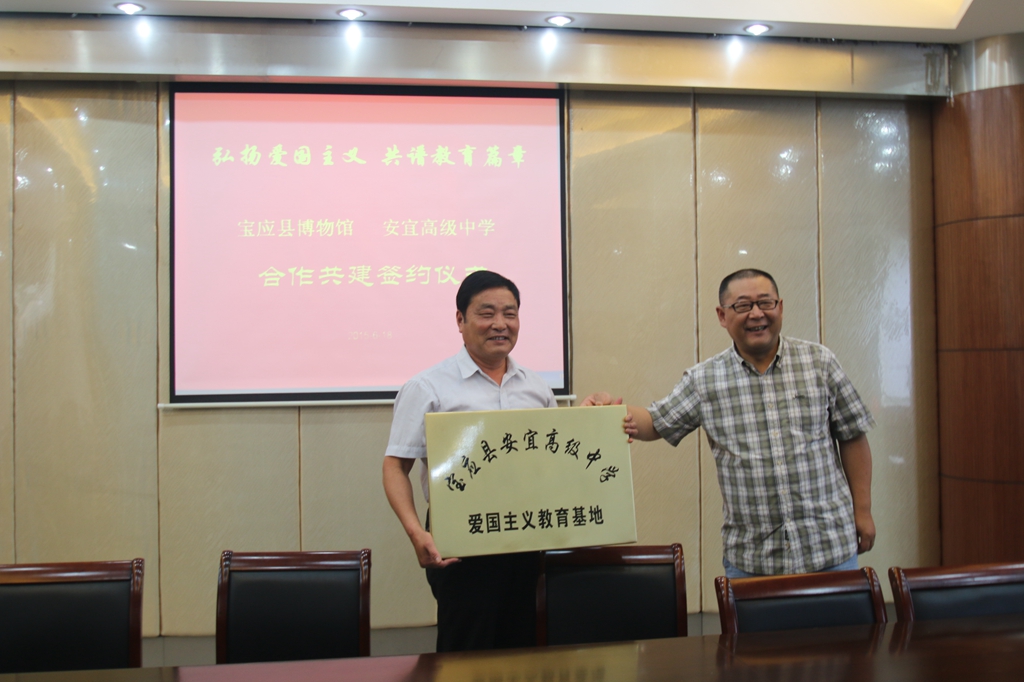 弘扬爱国主义 共谱教育篇章
宝应县博物馆 安宜高级中学
合作共建签约仪
宝应县安宜高级中学
爱国主义教育基地